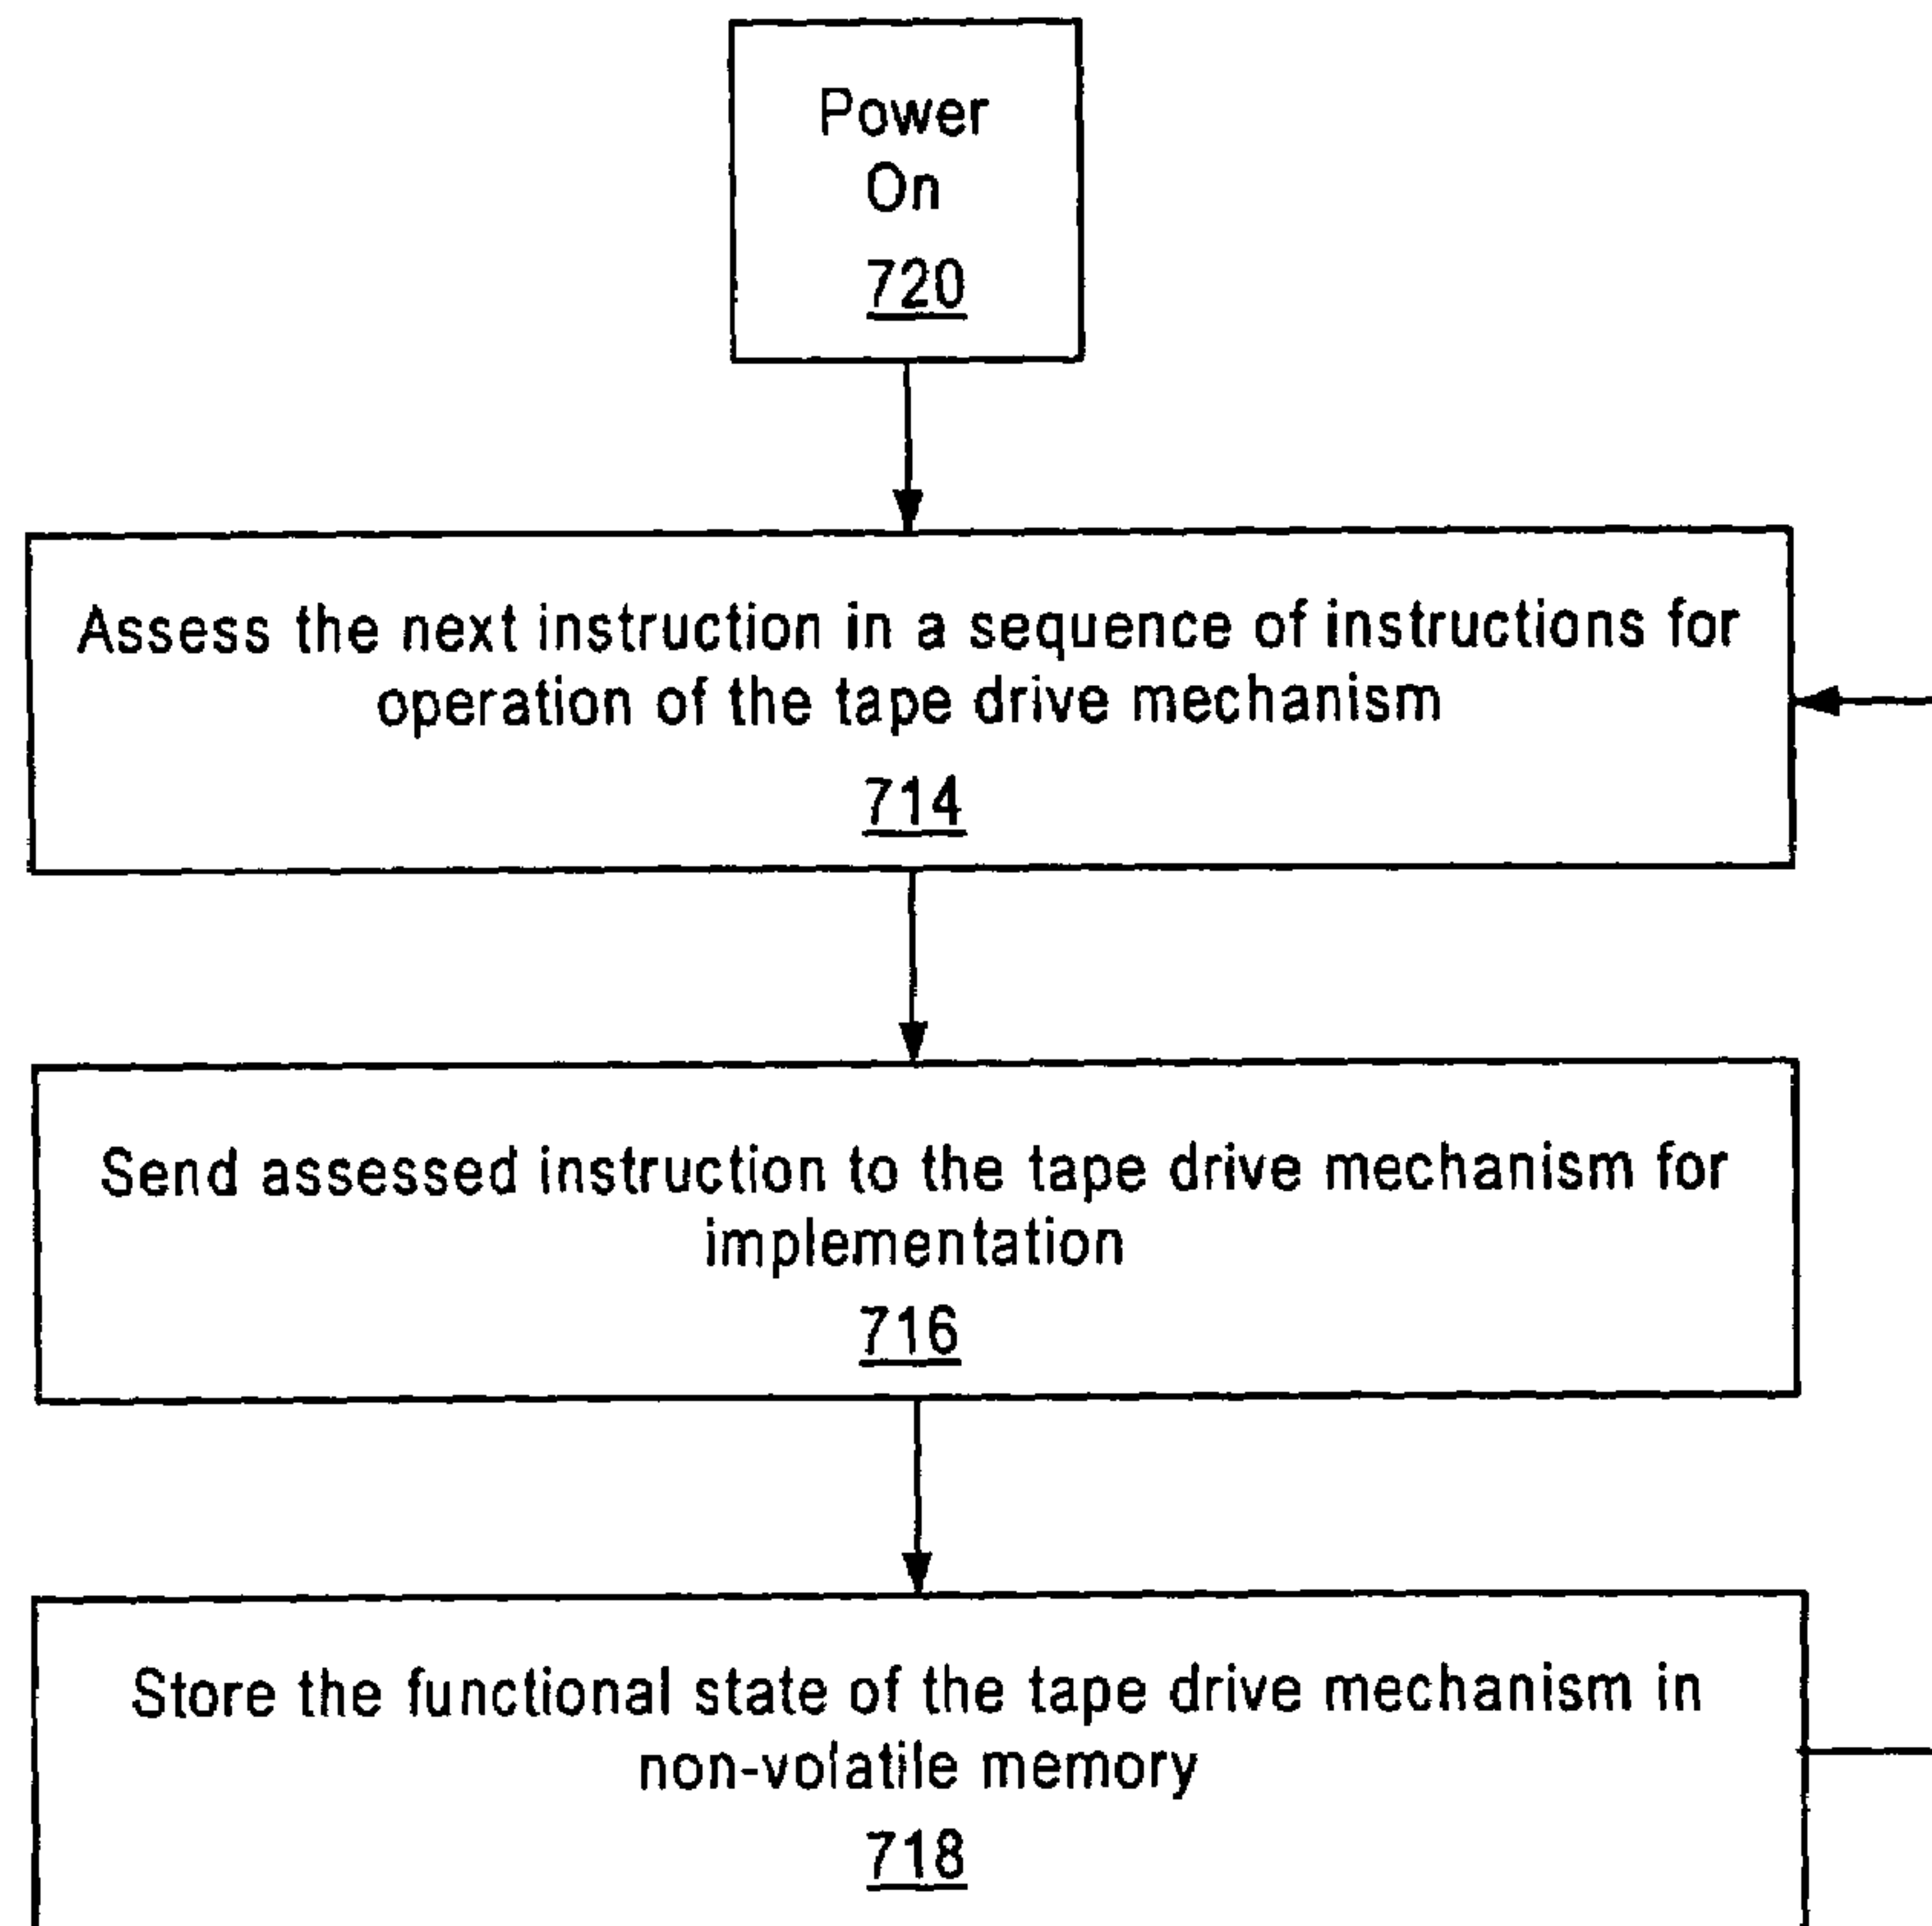 Power
On
720
Assess the next instruction in a sequence of instructions for
operation of the tape drive mechanism
714
Send assessed instruction to the tape drive mechanism for
implementation
716
Store the functional state of the tape drive mechanism in
non-volatile memory
718